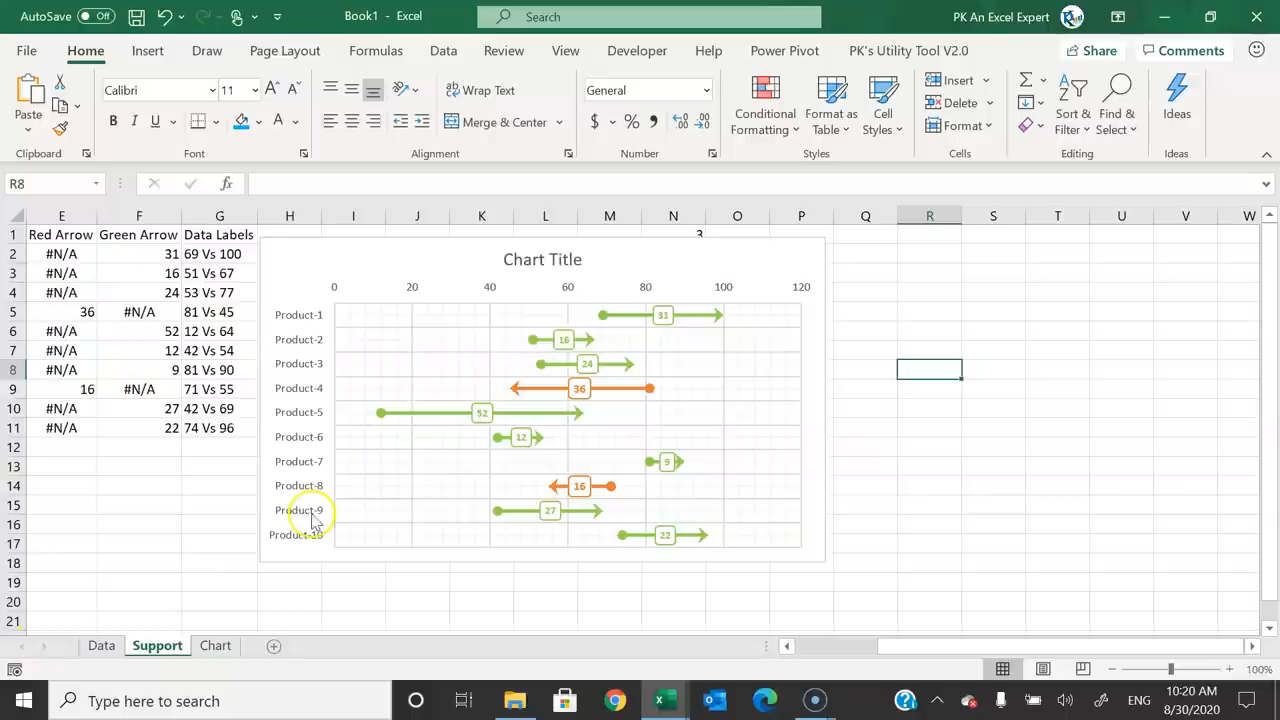 AutoSave Off Book1 - Excel Search PK An Excel Expert
File Home Insert Draw Page Layout Formulas Data Review View Developer Help Power Pivot PK's Utility Tool V2.0 Share Comments
Paste Calibri 11 Wrap Text General Conditional Formatting Format as Table Cell Styles Insert Sort & Filter Find & Select Ideas
B I U Merge & Center $ % Delete
Format
Clipboard Font Alignment Number Styles Cells Editing Ideas
R8 fx
E F G H I J K L M N O P Q R S T U V W
1 Red Arrow Green Arrow Data Labels 3
2 #N/A 31 69 Vs 100
3 #N/A 16 51 Vs 67
4 #N/A 24 53 Vs 77
5 36 #N/A 81 Vs 45
6 #N/A 52 12 Vs 64
7 #N/A 12 42 Vs 54
8 #N/A 9 81 Vs 90
9 16 #N/A 71 Vs 55
10 #N/A 27 42 Vs 69
11 #N/A 22 74 Vs 96
12
13
14
15
16
17
18
19
20
21
Chart Title
0 20 40 60 80 100 120
Product-1 31
Product-2 16
Product-3 24
Product-4 36
Product-5 52
Product-6 12
Product-7 9
Product-8 16
Product-9 27
Product-10 22
Data Support Chart
100%
Type here to search ENG 10:20 AM
8/30/2020